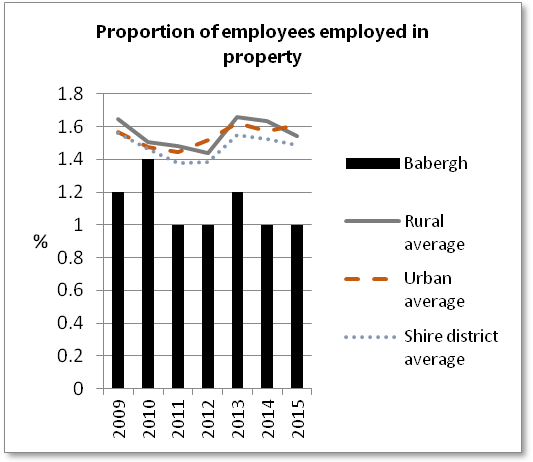 Proportion of employees employed in
property
1.8
1.6
1.4
1.2
1
0.8
0.6
0.4
0.2
0
%
2009
2010
2011
2012
2013
2014
2015
Babergh
Rural
average
Urban
average
Shire district
average